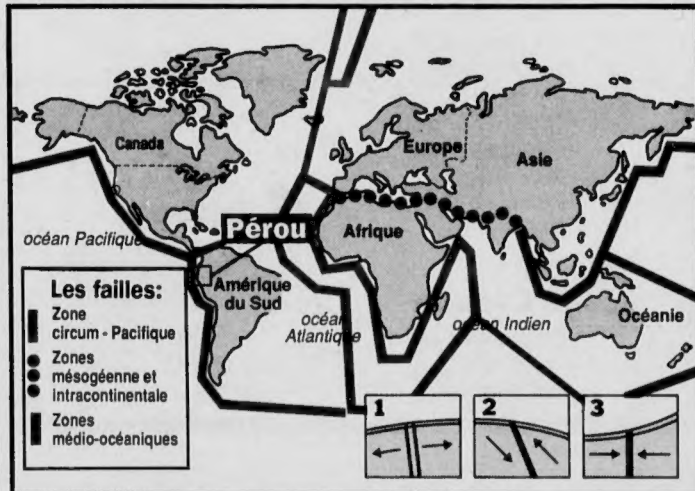 Canada
Europe
Asie
océan Pacifique
Pérou
Afrique
Amérique
du Sud
océan
Atlantique
océan Indien
Océanie
Les failles:
Zone
circum - Pacifique
Zones
mésogéenne et
intracontinentale
Zones
médio-océaniques
1
2
3